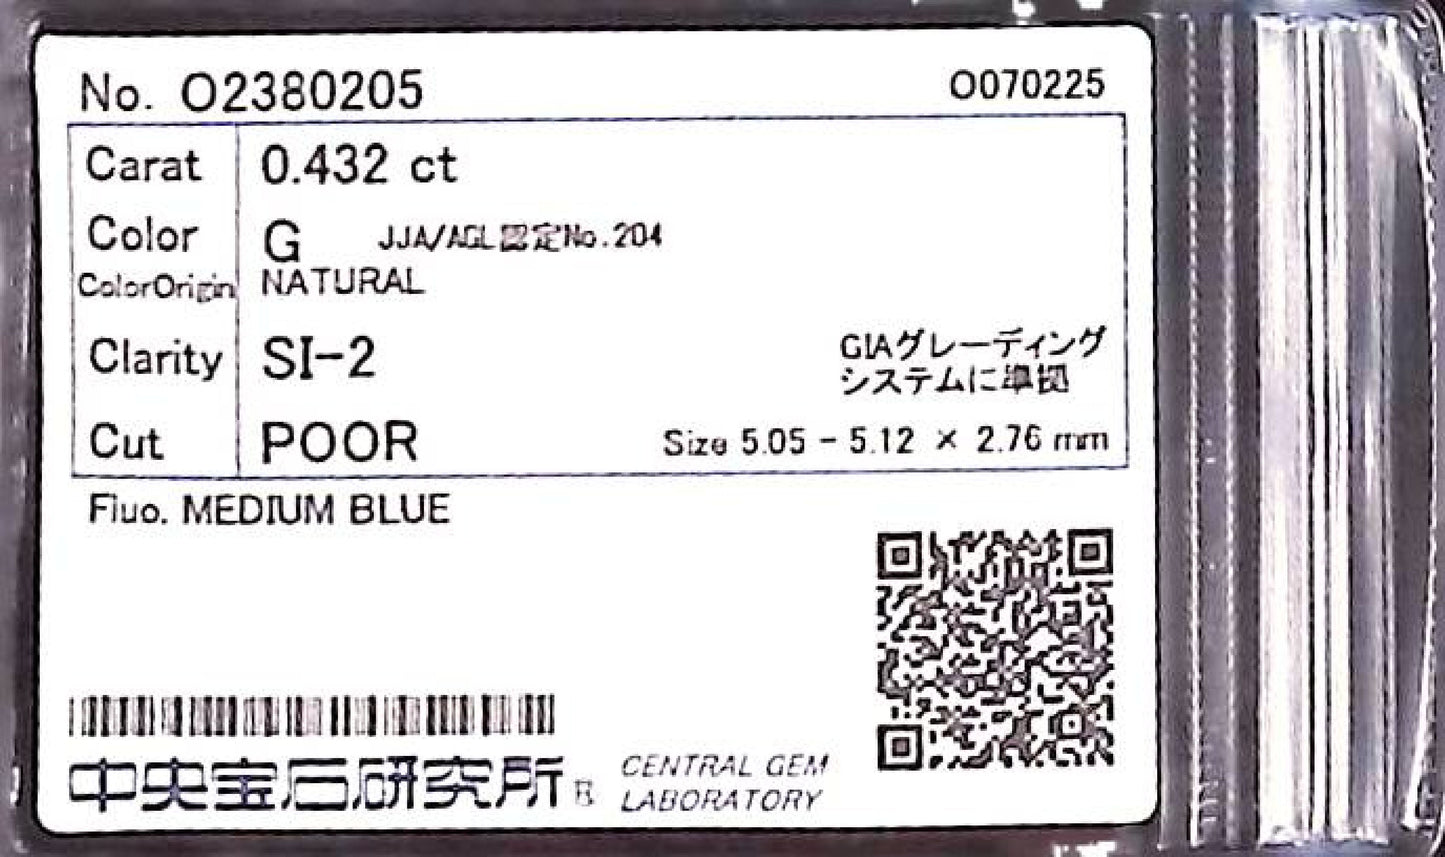 No. O2380205
O070225
Carat 0.432 ct
Color G JJA/AGL認定No.204
ColorOrigin NATURAL
Clarity SI-2
GIAグレーディング
システムに準拠
Cut POOR Size 5.05 - 5.12 × 2.76 mm
Fluo. MEDIUM BLUE
中央宝石研究所®
CENTRAL GEM
LABORATORY